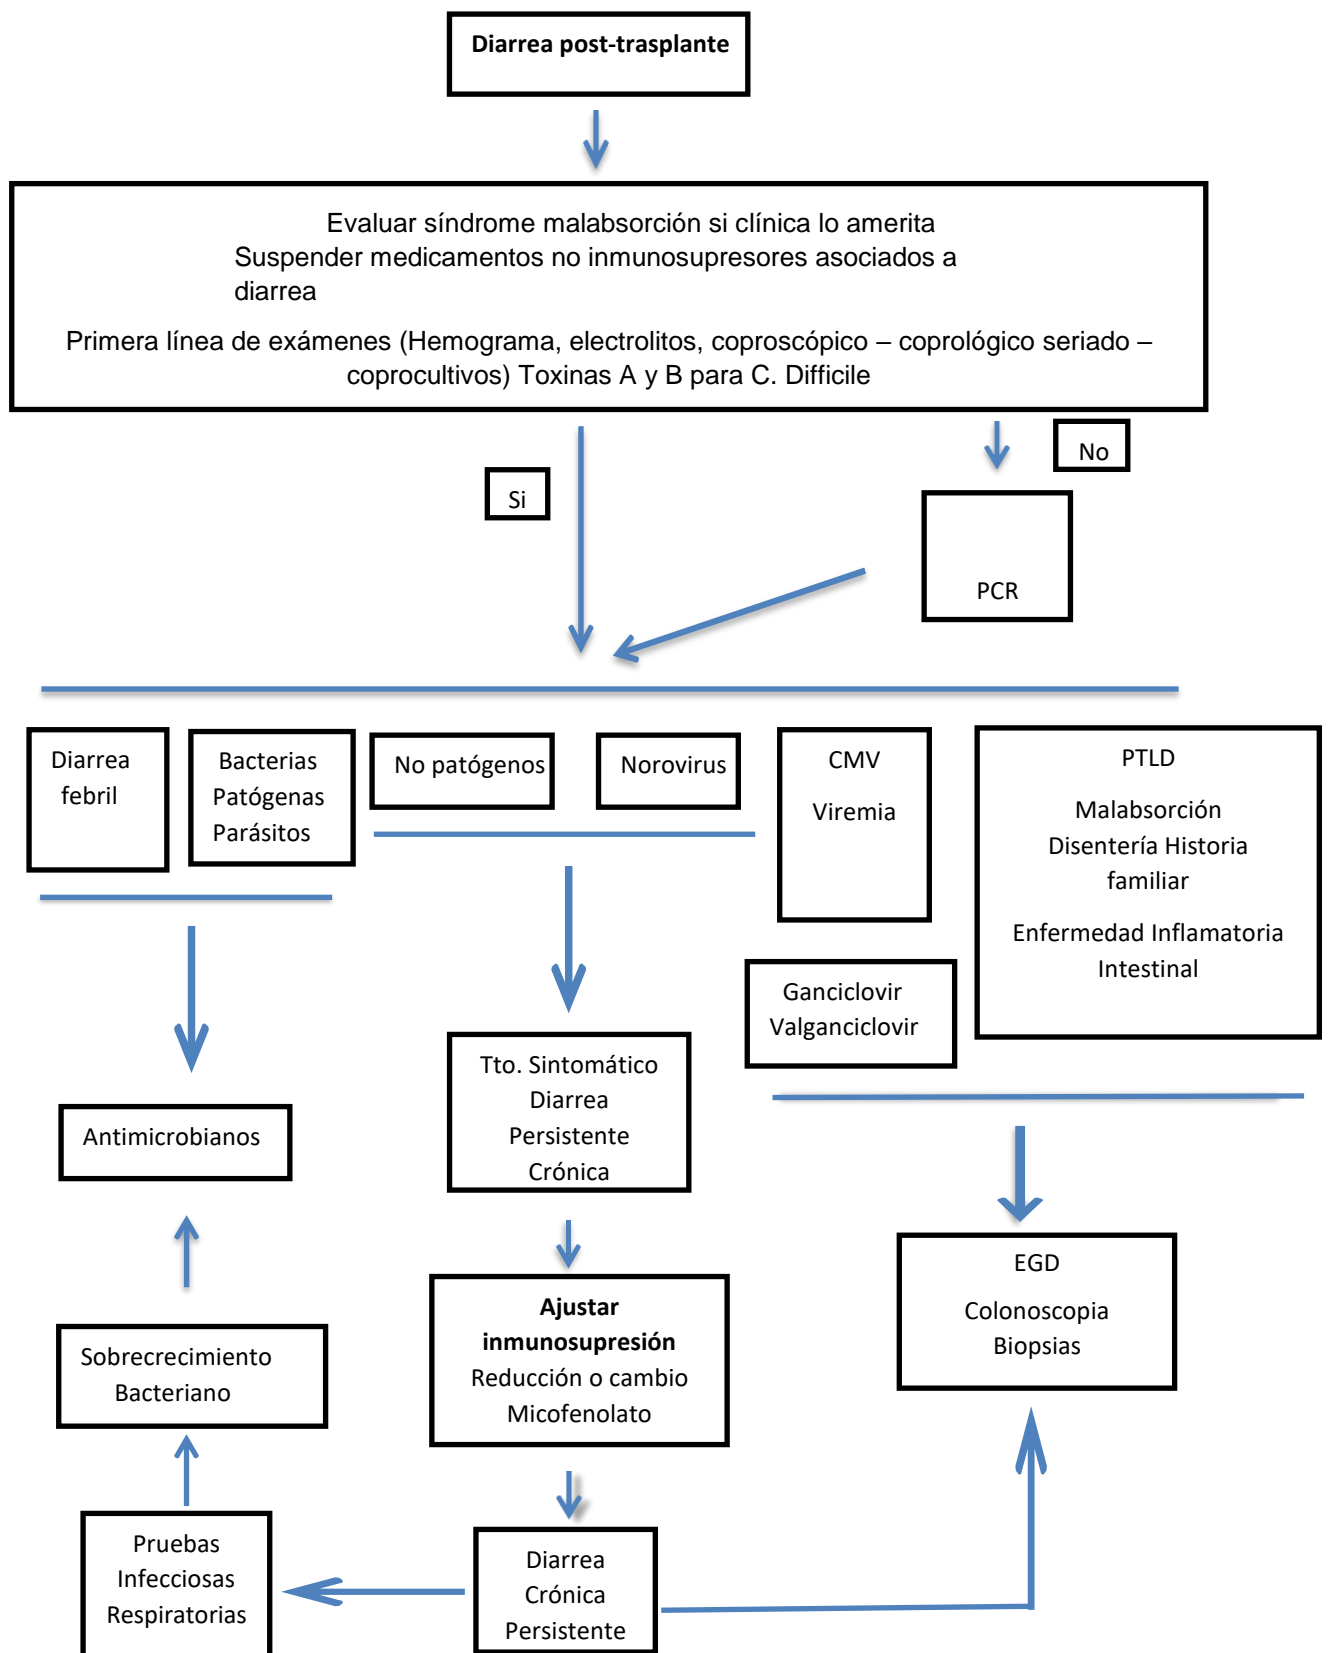 Diarrea post-trasplante
Evaluar síndrome malabsorción si clínica lo amerita
Suspender medicamentos no inmunosupresores asociados a
diarrea
Primera línea de exámenes (Hemograma, electrolitos, coproscópico – coprológico seriado –
coprocultivos) Toxinas A y B para C. Difficile
Si
No
PCR
Diarrea
febril
Bacterias
Patógenas
Parásitos
No patógenos
Norovirus
CMV
Viremia
PTLD
Malabsorción
Disentería Historia
familiar
Enfermedad Inflamatoria
Intestinal
Ganciclovir
Valganciclovir
Antimicrobianos
Tto. Sintomático
Diarrea
Persistente
Crónica
EGD
Colonoscopia
Biopsias
Ajustar
inmunosupresión
Reducción o cambio
Micofenolato
Sobrecrecimiento
Bacteriano
Pruebas
Infecciosas
Respiratorias
Diarrea
Crónica
Persistente